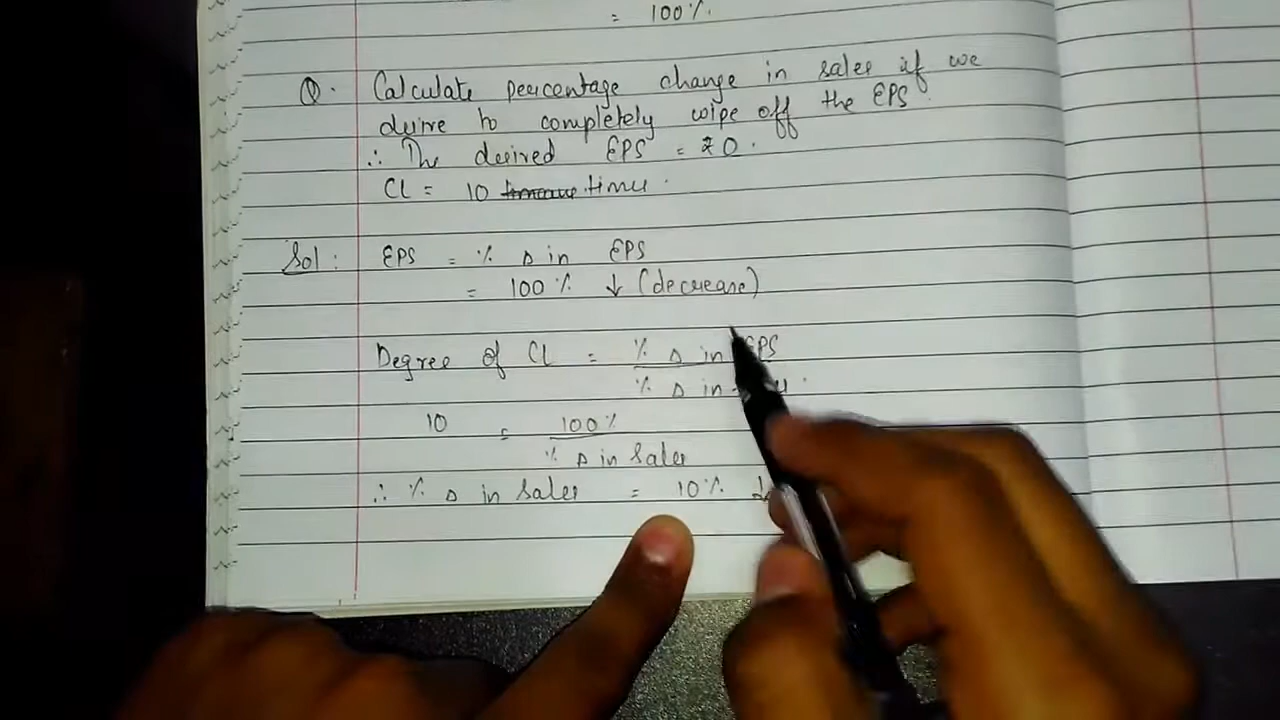 = 100%.
Q. Calculate percentage change in sales if we
desire to completely wipe off the EPS.
∴ The desired EPS = ₹0.
CL = 10 times.
Sol: EPS = % Δ in EPS
= 100% ↓ (decrease)
Degree of CL = % Δ in EPS
% Δ in
10 = 100%
% Δ in Sales
∴ % Δ in Sales = 10%